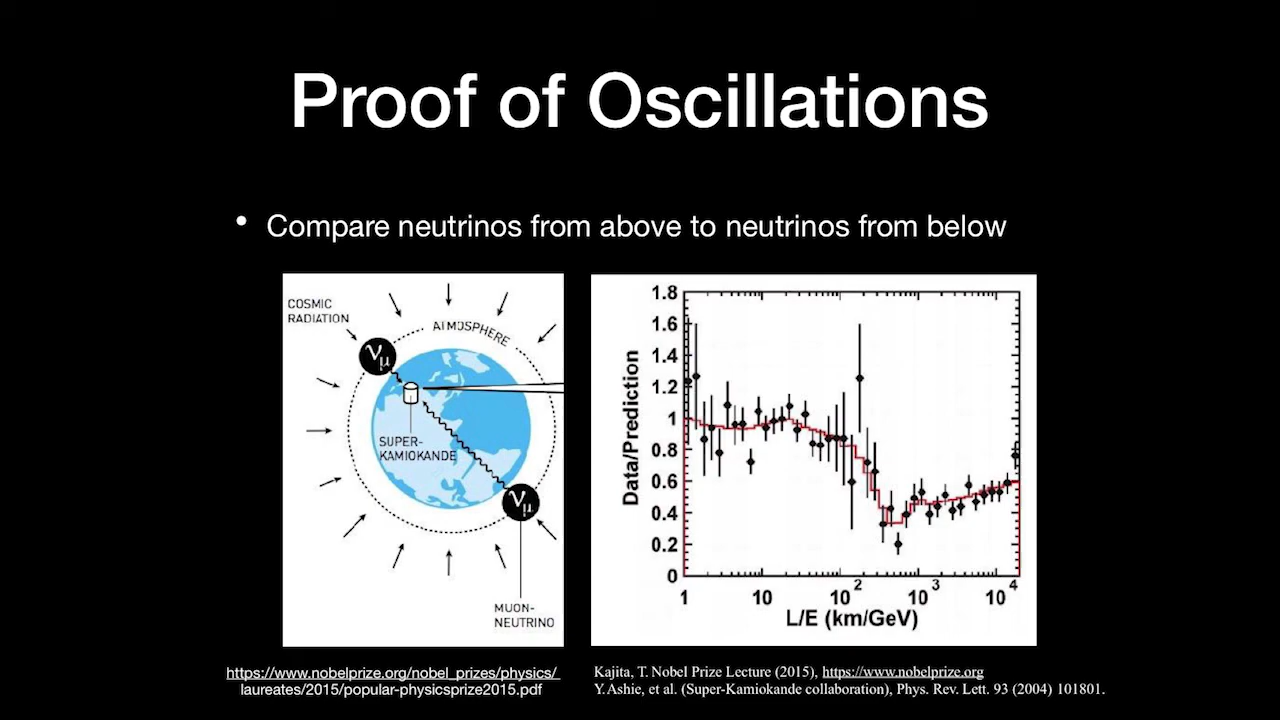 Proof of Oscillations
• Compare neutrinos from above to neutrinos from below
COSMIC
RADIATION
ATMOSPHERE
νμ
SUPER-
KAMIOKANDE
νμ
MUON-
NEUTRINO
Data/Prediction
1.8
1.6
1.4
1.2
1
0.8
0.6
0.4
0.2
0
1 10 10² 10³ 10⁴
L/E (km/GeV)
https://www.nobelprize.org/nobel_prizes/physics/
laureates/2015/popular-physicsprize2015.pdf
Kajita, T. Nobel Prize Lecture (2015), https://www.nobelprize.org
Y. Ashie, et al. (Super-Kamiokande collaboration), Phys. Rev. Lett. 93 (2004) 101801.